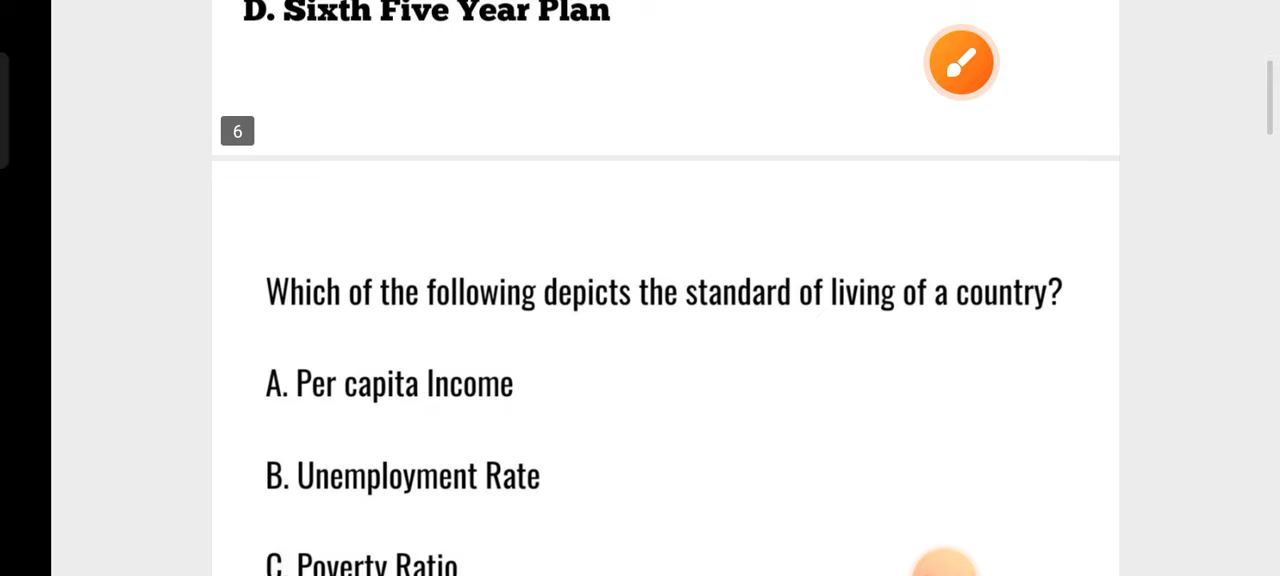 D. Sixth Five Year Plan
6
Which of the following depicts the standard of living of a country?
A. Per capita Income
B. Unemployment Rate
C. Poverty Ratio